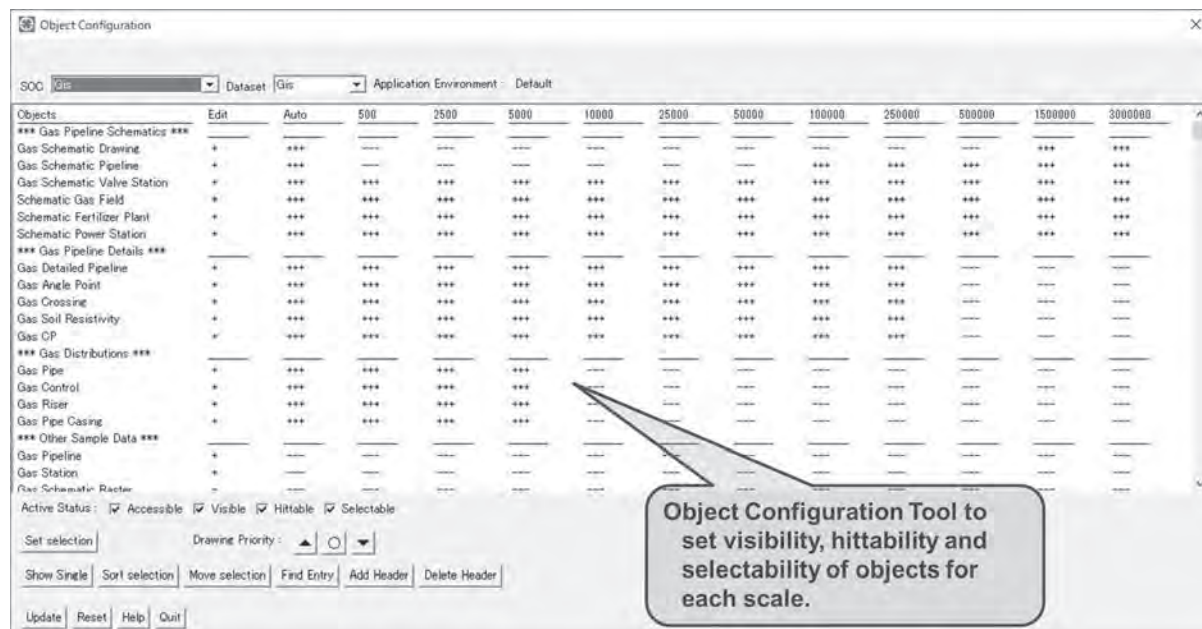 Object Configuration
SOC Gis Dataset Gis Application Environment : Default
Objects Edit Auto 500 2500 5000 10000 25000 50000 100000 250000 500000 1500000 3000000
*** Gas Pipeline Schematics ***
Gas Schematic Drawing + +++ --- --- --- --- --- --- --- --- --- +++ +++
Gas Schematic Pipeline + +++ --- --- --- --- --- --- +++ +++ +++ +++ +++
Gas Schematic Valve Station + +++ +++ +++ +++ +++ +++ +++ +++ +++ +++ +++ +++
Schematic Gas Field + +++ +++ +++ +++ +++ +++ +++ +++ +++ +++ +++ +++
Schematic Fertilizer Plant + +++ +++ +++ +++ +++ +++ +++ +++ +++ +++ +++ +++
Schematic Power Station + +++ +++ +++ +++ +++ +++ +++ +++ +++ +++ +++ +++
*** Gas Pipeline Details ***
Gas Detailed Pipeline + +++ +++ +++ +++ +++ +++ +++ +++ +++ --- --- ---
Gas Angle Point + +++ +++ +++ +++ +++ +++ +++ +++ +++ --- --- ---
Gas Crossing + +++ +++ +++ +++ +++ +++ +++ +++ +++ --- --- ---
Gas Soil Resistivity + +++ +++ +++ +++ +++ +++ +++ +++ +++ --- --- ---
Gas CP + +++ +++ +++ +++ +++ +++ +++ +++ +++ --- --- ---
*** Gas Distributions ***
Gas Pipe + +++ +++ +++ +++ --- --- --- --- --- --- --- ---
Gas Control + +++ +++ +++ +++ --- --- --- --- --- --- --- ---
Gas Riser + +++ +++ +++ +++ --- --- --- --- --- --- --- ---
Gas Pipe Casing + +++ +++ +++ +++ --- --- --- --- --- --- --- ---
*** Other Sample Data ***
Gas Pipeline + --- --- --- --- --- --- --- --- --- --- --- ---
Gas Station + --- --- --- --- --- --- --- --- --- --- --- ---
Gas Schematic Raster
Active Status : Accessible Visible Hittable Selectable
Set selection Drawing Priority :
Show Single Sort selection Move selection Find Entry Add Header Delete Header
Update Reset Help Quit
Object Configuration Tool to
set visibility, hittability and
selectability of objects for
each scale.